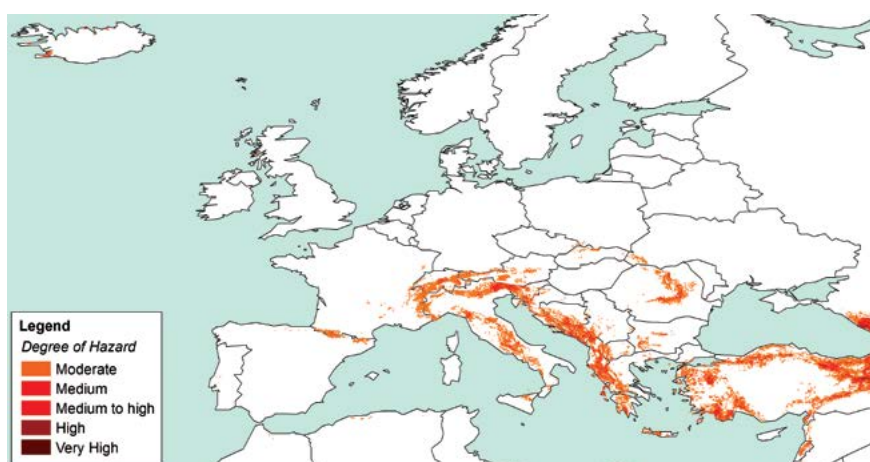 Legend
Degree of Hazard
Moderate
Medium
Medium to high
High
Very High